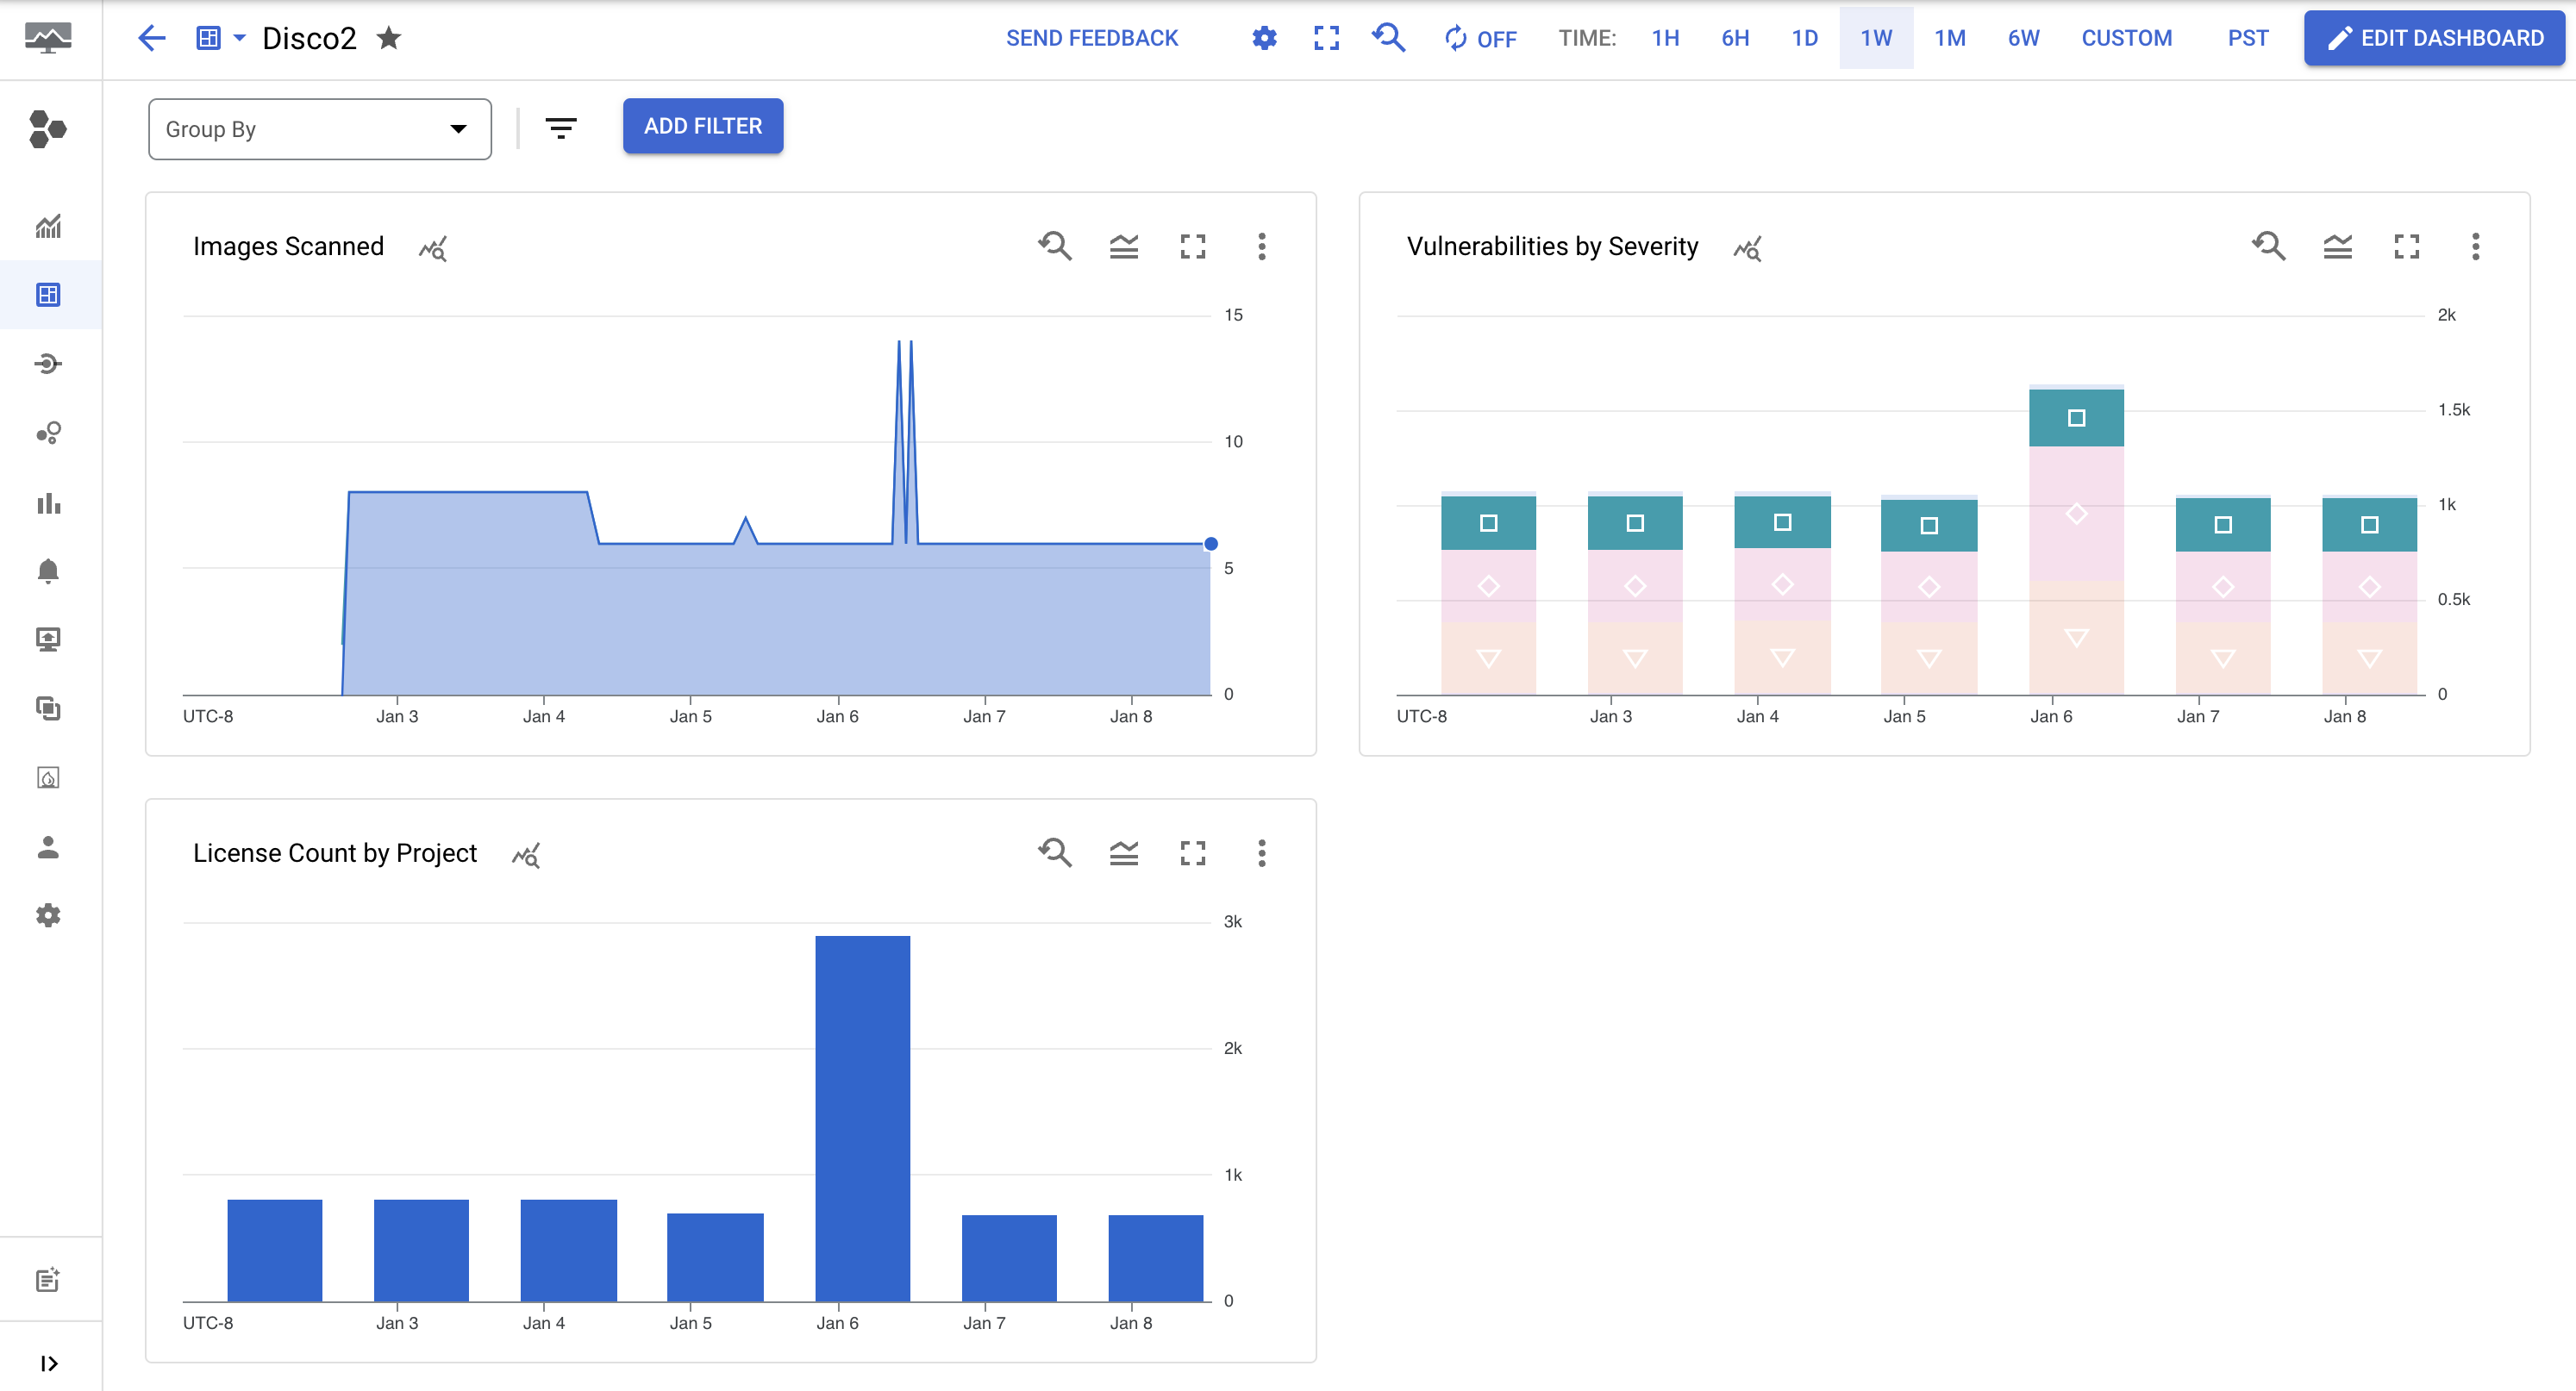 Disco2
SEND FEEDBACK
OFF
TIME:
1H
6H
1D
1W
1M
6W
CUSTOM
PST
EDIT DASHBOARD
Group By
ADD FILTER
Images Scanned
15
10
5
0
UTC-8
Jan 3
Jan 4
Jan 5
Jan 6
Jan 7
Jan 8
Vulnerabilities by Severity
2k
1.5k
1k
0.5k
0
UTC-8
Jan 3
Jan 4
Jan 5
Jan 6
Jan 7
Jan 8
License Count by Project
3k
2k
1k
0
UTC-8
Jan 3
Jan 4
Jan 5
Jan 6
Jan 7
Jan 8